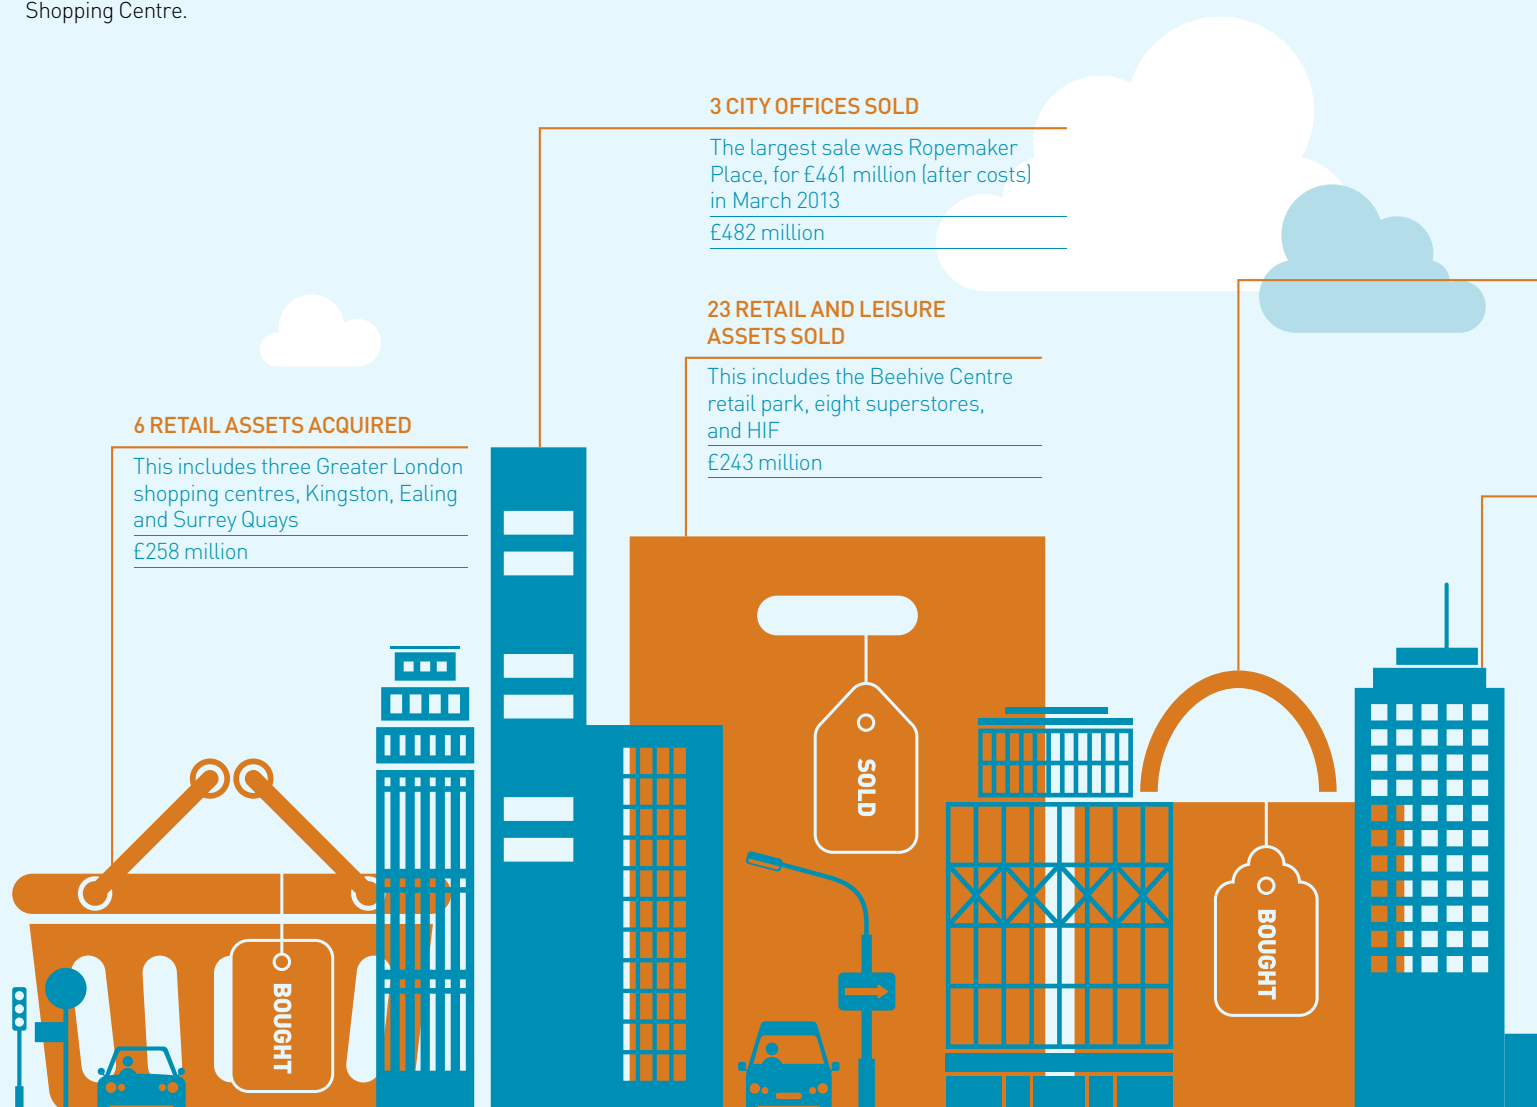 Shopping Centre.
3 CITY OFFICES SOLD
The largest sale was Ropemaker
Place, for £461 million (after costs)
in March 2013
£482 million
23 RETAIL AND LEISURE
ASSETS SOLD
This includes the Beehive Centre
retail park, eight superstores,
and HIF
£243 million
6 RETAIL ASSETS ACQUIRED
This includes three Greater London
shopping centres, Kingston, Ealing
and Surrey Quays
£258 million
SOLD
BOUGHT
BOUGHT